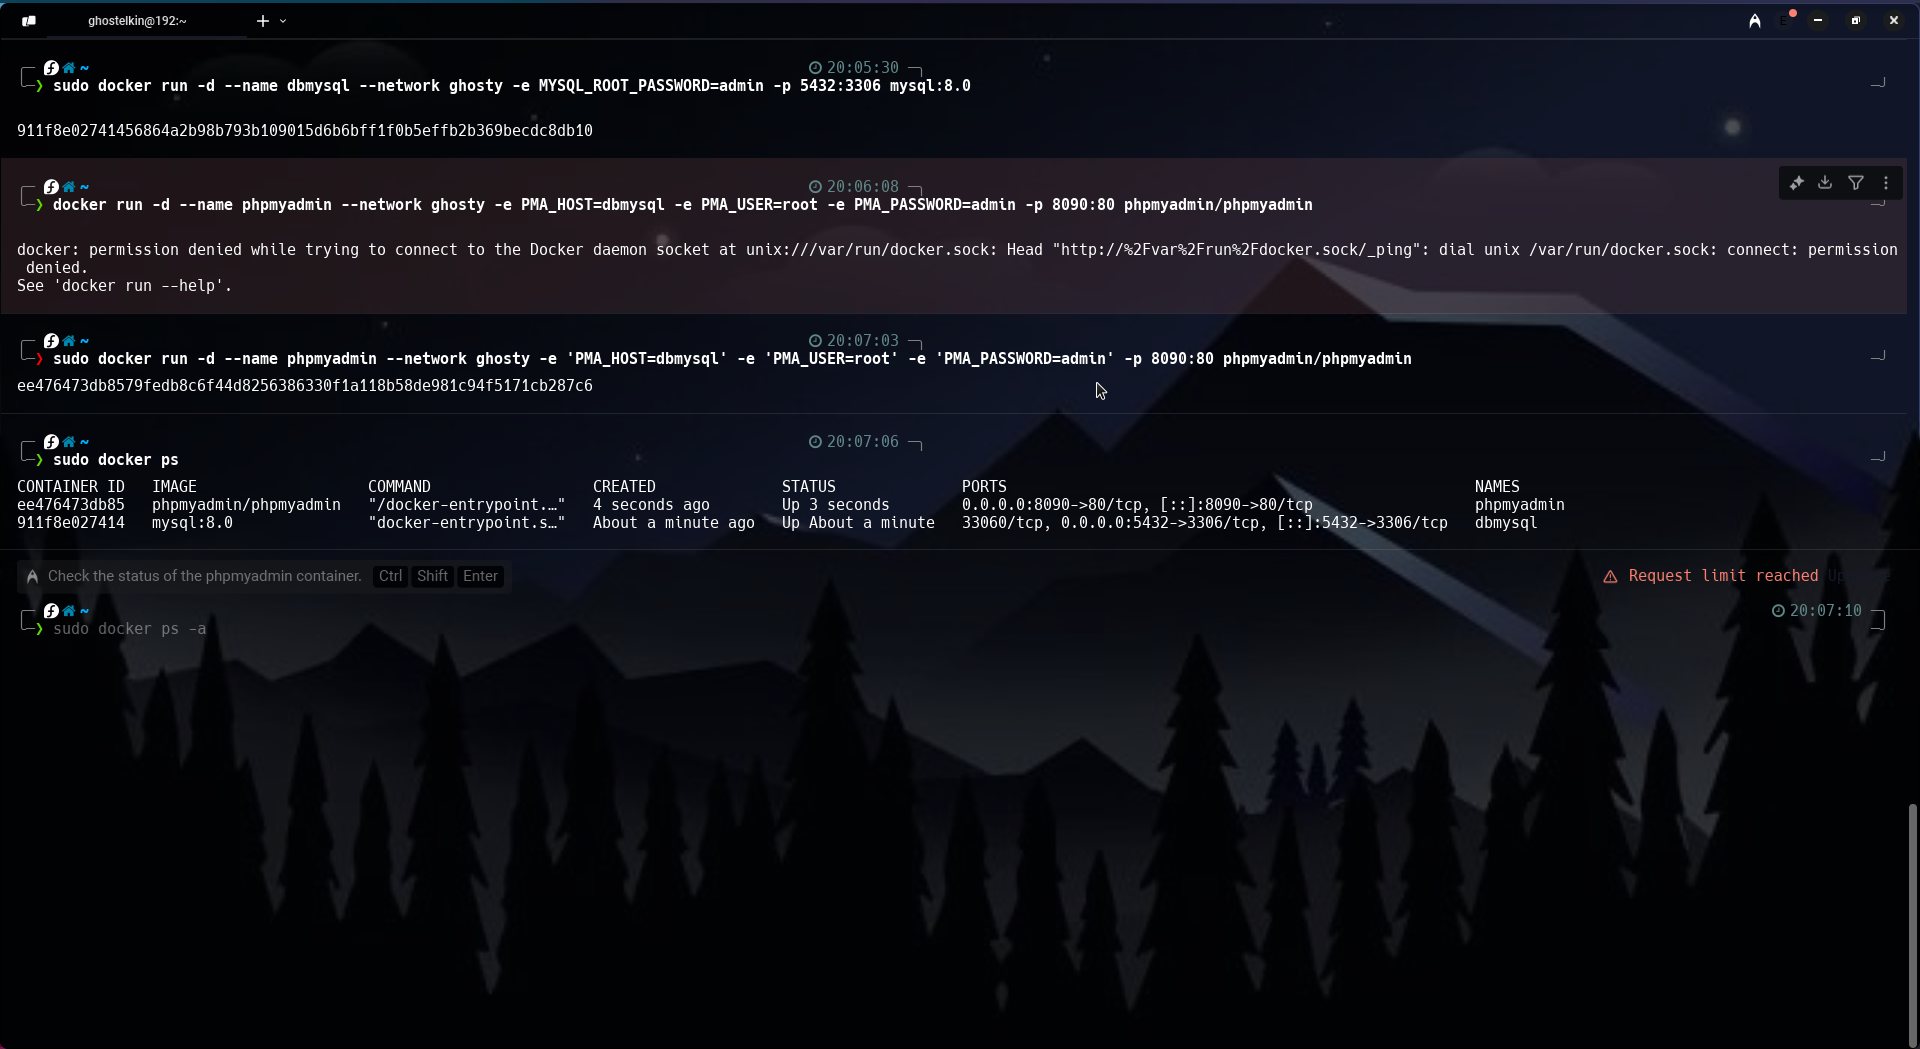 ghostelkin@192:~
~ 20:05:30
❯ sudo docker run -d --name dbmysql --network ghosty -e MYSQL_ROOT_PASSWORD=admin -p 5432:3306 mysql:8.0
911f8e02741456864a2b98b793b109015d6b6bff1f0b5effb2b369becdc8db10
~ 20:06:08
❯ docker run -d --name phpmyadmin --network ghosty -e PMA_HOST=dbmysql -e PMA_USER=root -e PMA_PASSWORD=admin -p 8090:80 phpmyadmin/phpmyadmin
docker: permission denied while trying to connect to the Docker daemon socket at unix:///var/run/docker.sock: Head "http://%2Fvar%2Frun%2Fdocker.sock/_ping": dial unix /var/run/docker.sock: connect: permission
denied.
See 'docker run --help'.
~ 20:07:03
❯ sudo docker run -d --name phpmyadmin --network ghosty -e 'PMA_HOST=dbmysql' -e 'PMA_USER=root' -e 'PMA_PASSWORD=admin' -p 8090:80 phpmyadmin/phpmyadmin
ee476473db8579fedb8c6f44d8256386330f1a118b58de981c94f5171cb287c6
~ 20:07:06
❯ sudo docker ps
CONTAINER ID IMAGE COMMAND CREATED STATUS PORTS NAMES
ee476473db85 phpmyadmin/phpmyadmin "/docker-entrypoint.…" 4 seconds ago Up 3 seconds 0.0.0.0:8090->80/tcp, [::]:8090->80/tcp phpmyadmin
911f8e027414 mysql:8.0 "docker-entrypoint.s…" About a minute ago Up About a minute 33060/tcp, 0.0.0.0:5432->3306/tcp, [::]:5432->3306/tcp dbmysql
Check the status of the phpmyadmin container. Ctrl Shift Enter Request limit reached
~ 20:07:10
❯ sudo docker ps -a